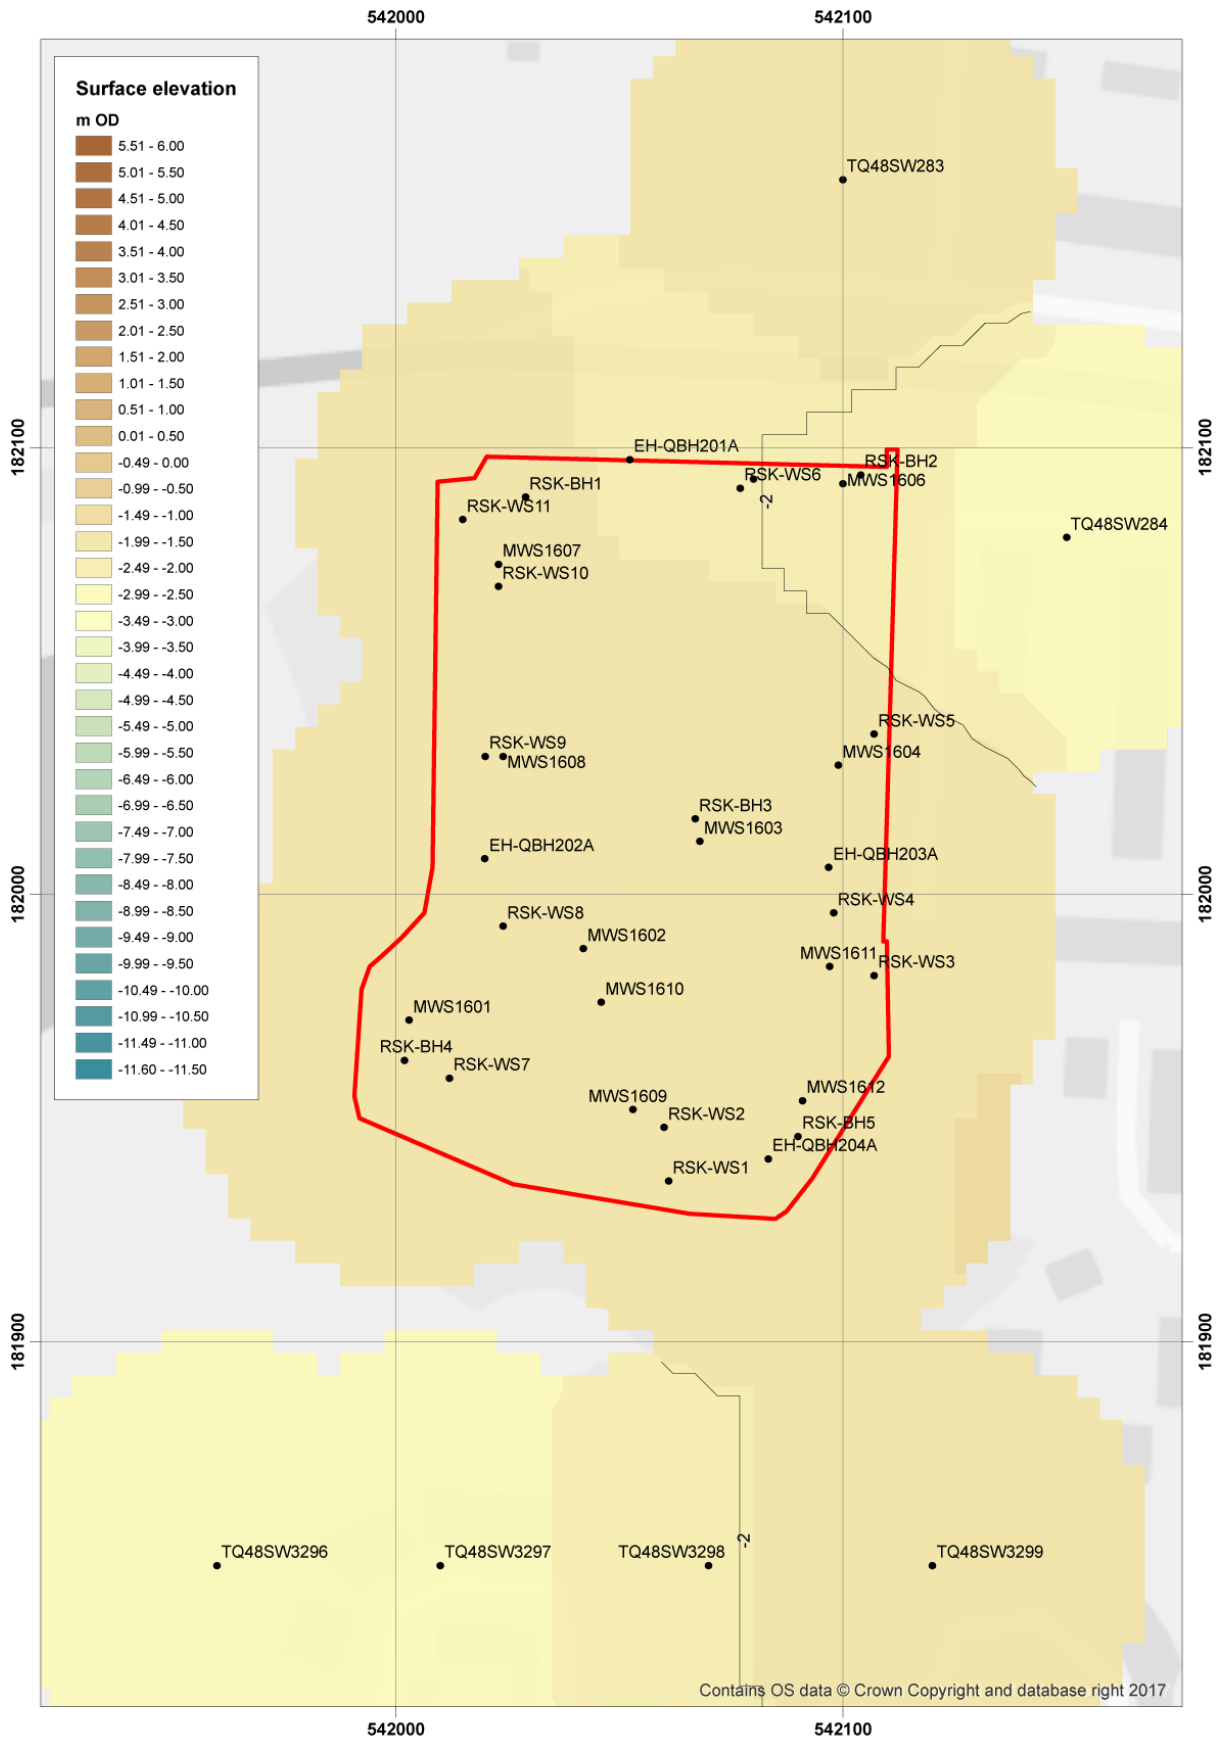 542000
542100
Surface elevation
m OD
5.51 - 6.00
5.01 - 5.50
4.51 - 5.00
4.01 - 4.50
3.51 - 4.00
3.01 - 3.50
2.51 - 3.00
2.01 - 2.50
1.51 - 2.00
1.01 - 1.50
0.51 - 1.00
0.01 - 0.50
-0.49 - 0.00
-0.99 - -0.50
-1.49 - -1.00
-1.99 - -1.50
-2.49 - -2.00
-2.99 - -2.50
-3.49 - -3.00
-3.99 - -3.50
-4.49 - -4.00
-4.99 - -4.50
-5.49 - -5.00
-5.99 - -5.50
-6.49 - -6.00
-6.99 - -6.50
-7.49 - -7.00
-7.99 - -7.50
-8.49 - -8.00
-8.99 - -8.50
-9.49 - -9.00
-9.99 - -9.50
-10.49 - -10.00
-10.99 - -10.50
-11.49 - -11.00
-11.60 - -11.50
TQ48SW283
182100
182100
EH-QBH201A
RSK-BH2
RSK-WS6
MWS1606
RSK-BH1
-2
RSK-WS11
TQ48SW284
MWS1607
RSK-WS10
RSK-WS5
RSK-WS9
MWS1604
MWS1608
RSK-BH3
MWS1603
EH-QBH202A
EH-QBH203A
182000
182000
RSK-WS4
RSK-WS8
MWS1602
MWS1611
RSK-WS3
MWS1610
MWS1601
RSK-BH4
RSK-WS7
MWS1612
MWS1609
RSK-WS2
RSK-BH5
EH-QBH204A
RSK-WS1
181900
181900
-2
TQ48SW3296
TQ48SW3297
TQ48SW3298
TQ48SW3299
Contains OS data © Crown Copyright and database right 2017
542000
542100